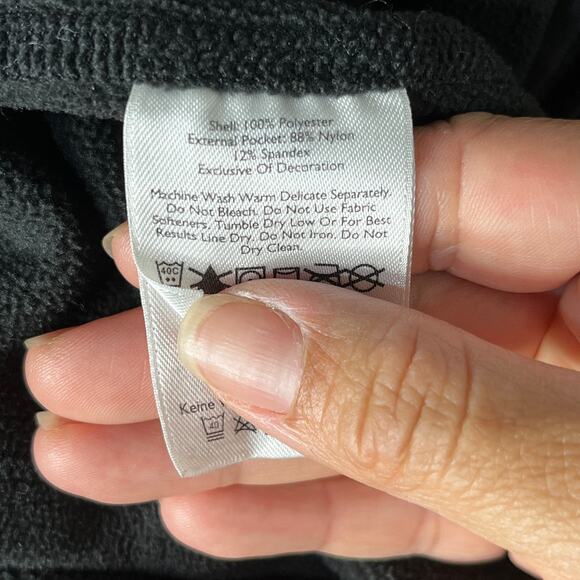 Shell: 100% Polyester
External Pocket: 88% Nylon
12% Spandex
Exclusive Of Decoration
Machine Wash Warm Delicate Separately.
Do Not Bleach. Do Not Use Fabric
Softeners. Tumble Dry Low Or For Best
Results Line Dry. Do Not Iron. Do Not
Dry Clean.
40C
Keine
40